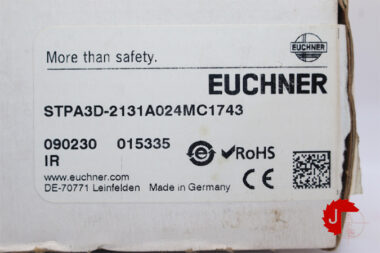 More than safety.
EUCHNER
EUCHNER
STPA3D-2131A024MC1743
090230 015335
IR
e
RoHS
www.euchner.com
DE-70771 Leinfelden Made in Germany
CE
J